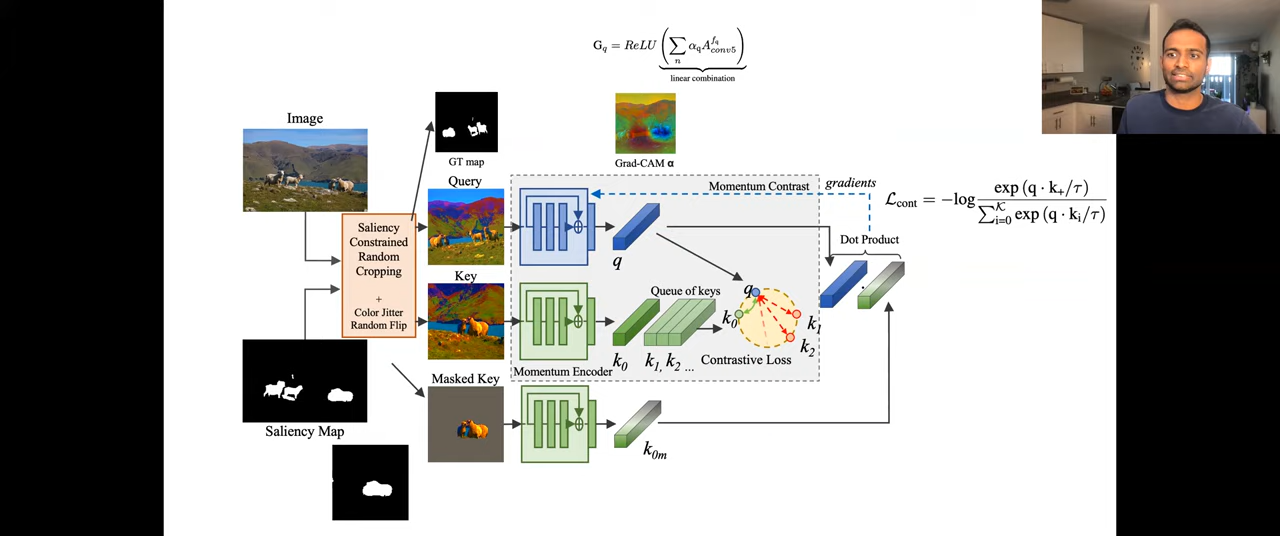 G_q = ReLU ( ∑_n α_q A^{f_q}_{conv5} )
linear combination
Image
GT map
Grad-CAM α
Query
Momentum Contrast
gradients
L_cont = −log exp (q · k_+/τ) / ∑^K_{i=0} exp (q · k_i/τ)
Saliency
Constrained
Random
Cropping
+
Color Jitter
Random Flip
q
Dot Product
.
Key
Queue of keys
q
k_0
k_1
k_2
k_0
k_1, k_2 ...
Contrastive Loss
Momentum Encoder
Masked Key
Saliency Map
k_0m